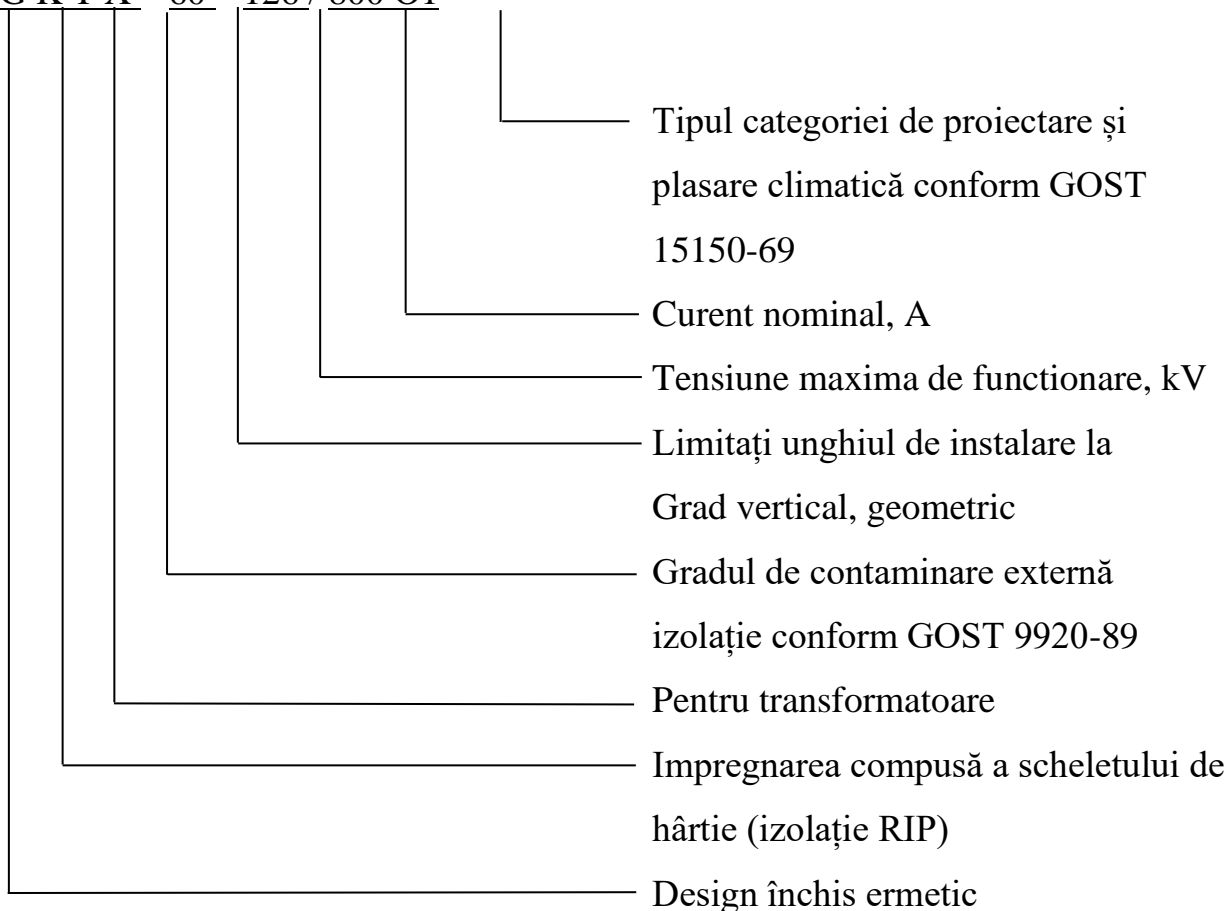 Tipul categoriei de proiectare și
plasare climatică conform GOST
15150-69
Curent nominal, A
Tensiune maxima de functionare, kV
Limitați unghiul de instalare la
Grad vertical, geometric
Gradul de contaminare externă
izolație conform GOST 9920-89
Pentru transformatoare
Impregnarea compusă a scheletului de
hârtie (izolație RIP)
Design închis ermetic